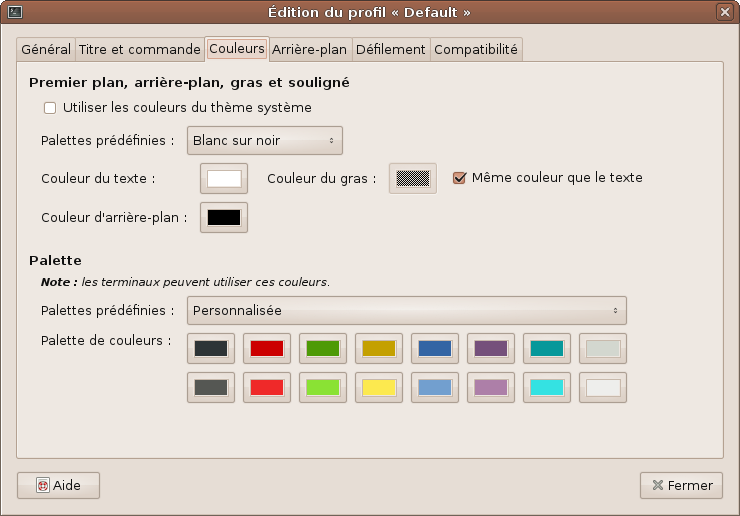 Édition du profil « Default »
Général Titre et commande Couleurs Arrière-plan Défilement Compatibilité
Premier plan, arrière-plan, gras et souligné
Utiliser les couleurs du thème système
Palettes prédéfinies : Blanc sur noir
Couleur du texte : Couleur du gras : Même couleur que le texte
Couleur d'arrière-plan :
Palette
Note : les terminaux peuvent utiliser ces couleurs.
Palettes prédéfinies : Personnalisée
Palette de couleurs :
Aide Fermer